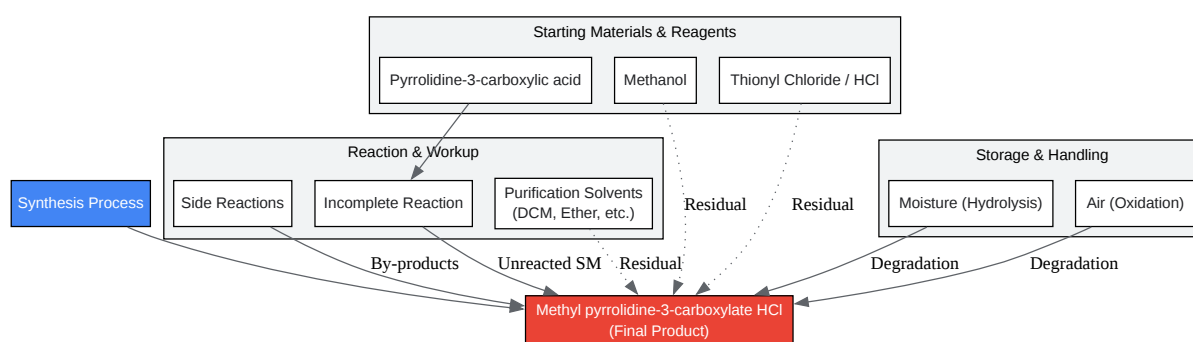 Starting Materials & Reagents
Pyrrolidine-3-carboxylic acid
Methanol
Thionyl Chloride / HCl
Reaction & Workup
Storage & Handling
Synthesis Process
Side Reactions
Incomplete Reaction
Purification Solvents
(DCM, Ether, etc.)
Residual
Residual
Moisture (Hydrolysis)
Air (Oxidation)
By-products
Unreacted SM
Residual
Degradation
Degradation
Methyl pyrrolidine-3-carboxylate HCl
(Final Product)